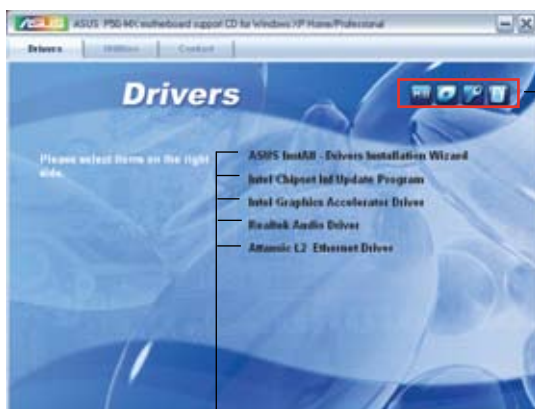 ASUS ASUS P5G-MX motherboard support CD for Windows XP Home/Professional
Drivers Utilities Contact
Drivers
Please select items on the right
side.
ASUS InstAll - Drivers Installation Wizard
Intel Chipset Inf Update Program
Intel Graphics Accelerator Driver
Realtek Audio Driver
Attansic L2 Ethernet Driver